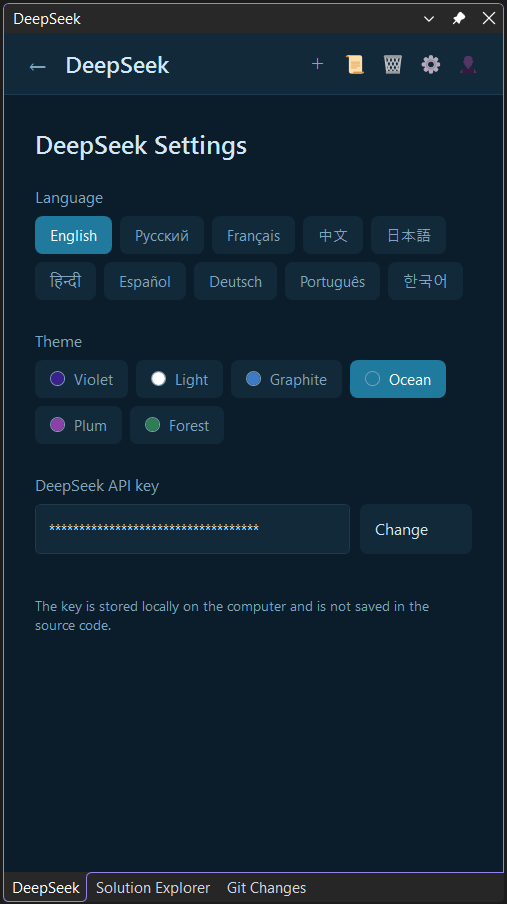 DeepSeek
← DeepSeek +
DeepSeek Settings
Language
English Русский Français 中文 日本語
हिन्दी Español Deutsch Português 한국어
Theme
Violet Light Graphite Ocean
Plum Forest
DeepSeek API key
*********************************** Change
The key is stored locally on the computer and is not saved in the
source code.
DeepSeek Solution Explorer Git Changes